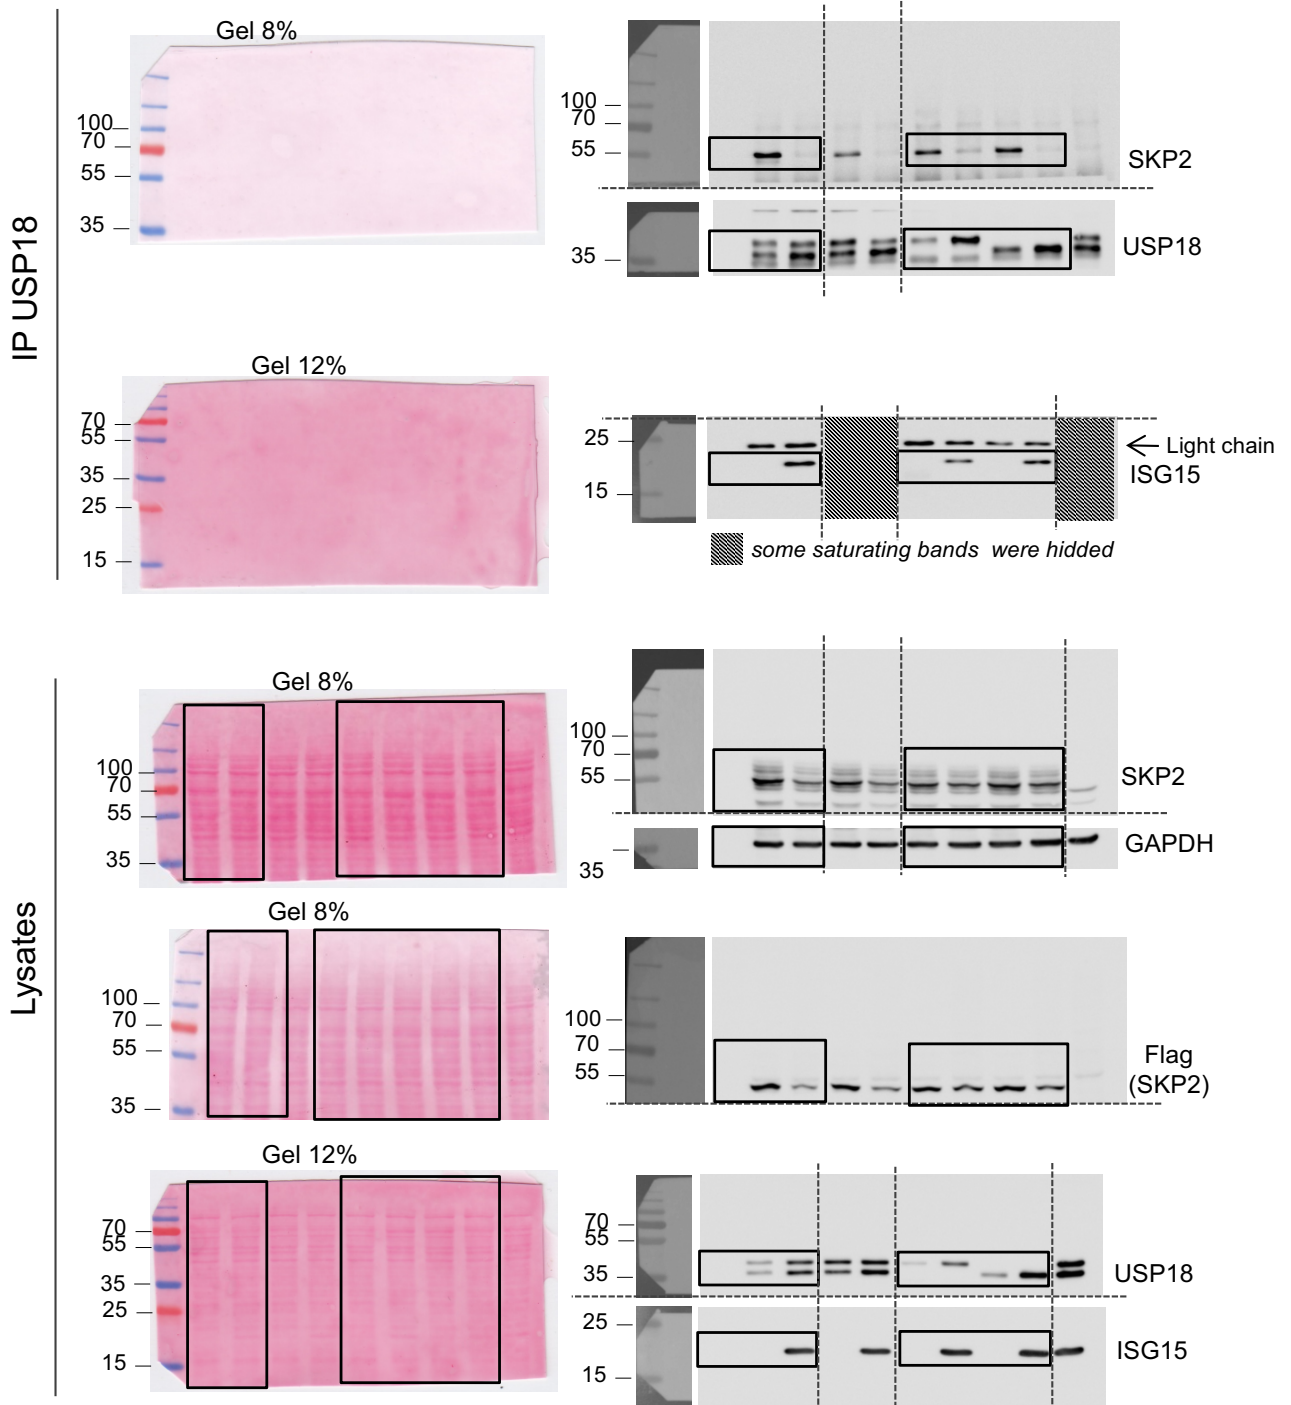 IP USP18
Gel 8%
100
70
55
35
100
70
55
SKP2
35
USP18
Gel 12%
70
55
35
25
15
25
15
Light chain
ISG15
some saturating bands were hidded
Lysates
Gel 8%
100
70
55
35
100
70
55
SKP2
GAPDH
35
Gel 8%
100
70
55
35
100
70
55
Flag
(SKP2)
Gel 12%
70
55
35
25
15
70
55
35
USP18
25
15
ISG15